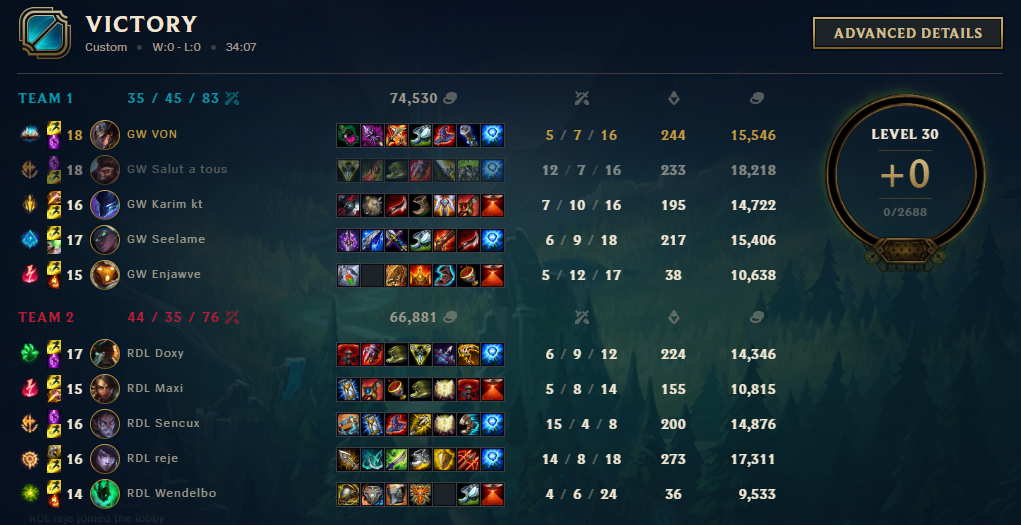 VICTORY
Custom • W:0 - L:0 • 34:07
ADVANCED DETAILS
TEAM 1 35 / 45 / 83 74,530
18 GW VON 5 / 7 / 16 244 15,546
18 GW Salut a tous 12 / 7 / 16 233 18,218
16 GW Karim kt 7 / 10 / 16 195 14,722
17 GW Seelame 6 / 9 / 18 217 15,406
15 GW Enjawve 5 / 12 / 17 38 10,638
LEVEL 30
+0
0/2688
TEAM 2 44 / 35 / 76 66,881
17 RDL Doxy 6 / 9 / 12 224 14,346
15 RDL Maxi 5 / 8 / 14 155 10,815
16 RDL Sencux 15 / 4 / 8 200 14,876
16 RDL reje 14 / 8 / 18 273 17,311
14 RDL Wendelbo 4 / 6 / 24 36 9,533
RDL reje joined the lobby